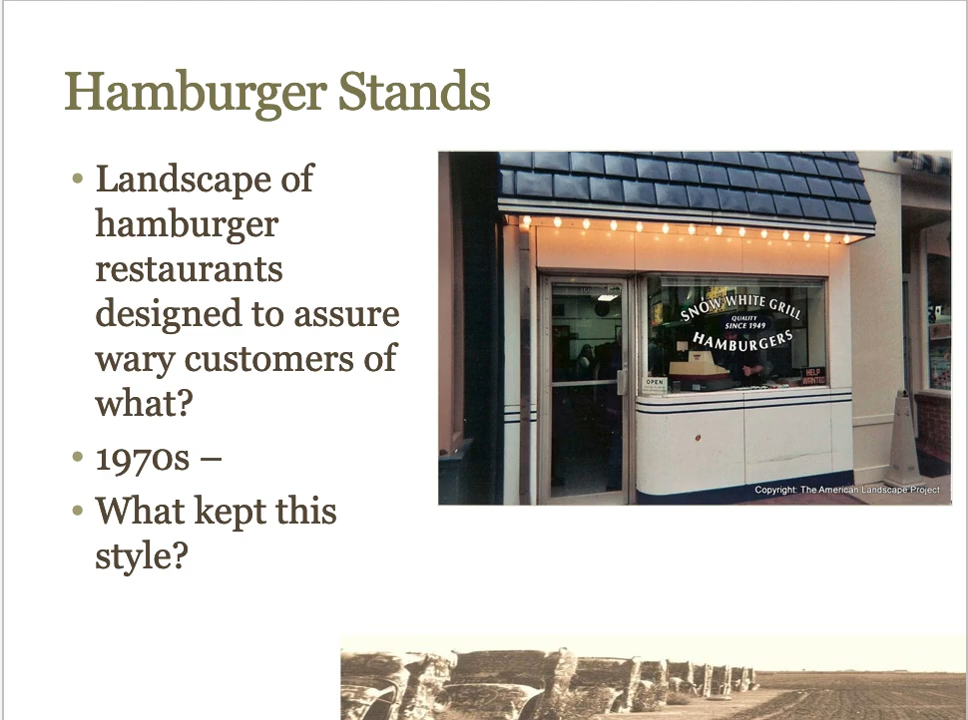 Hamburger Stands
• Landscape of
hamburger
restaurants
designed to assure
wary customers of
what?
• 1970s –
• What kept this
style?
SNOW WHITE GRILL
QUALITY
SINCE 1949
HAMBURGERS
HELP
WANTED
OPEN
Copyright: The American Landscape Project